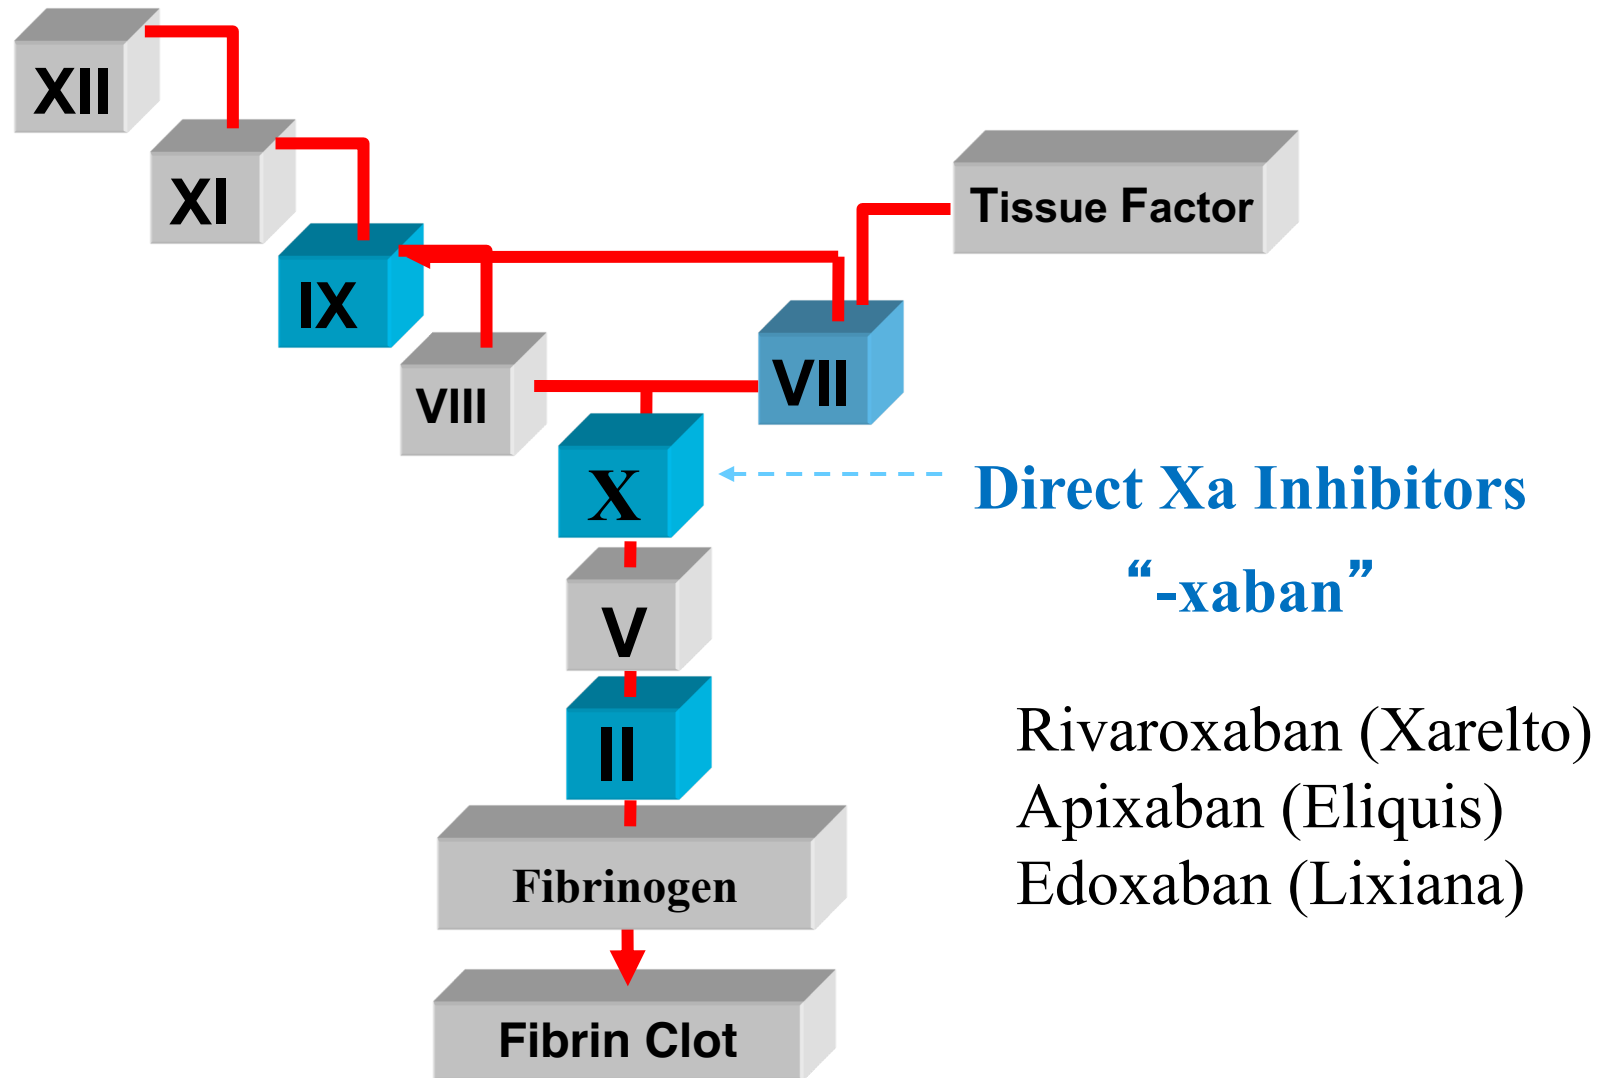 XII
XI
Tissue Factor
IX
VII
VIII
X
Direct Xa Inhibitors
“-xaban”
V
II
Rivaroxaban (Xarelto)
Apixaban (Eliquis)
Edoxaban (Lixiana)
Fibrinogen
Fibrin Clot